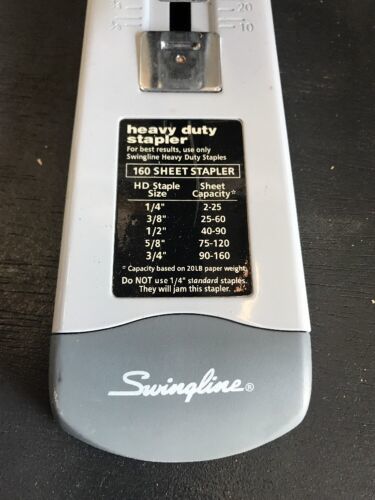 20
10
heavy duty
stapler
For best results, use only
Swingline Heavy Duty Staples
160 SHEET STAPLER
HD Staple Size Sheet Capacity*
1/4" 2-25
3/8" 25-60
1/2" 40-90
5/8" 75-120
3/4" 90-160
* Capacity based on 20LB paper weight.
Do NOT use 1/4" standard staples.
They will jam this stapler.
Swingline®